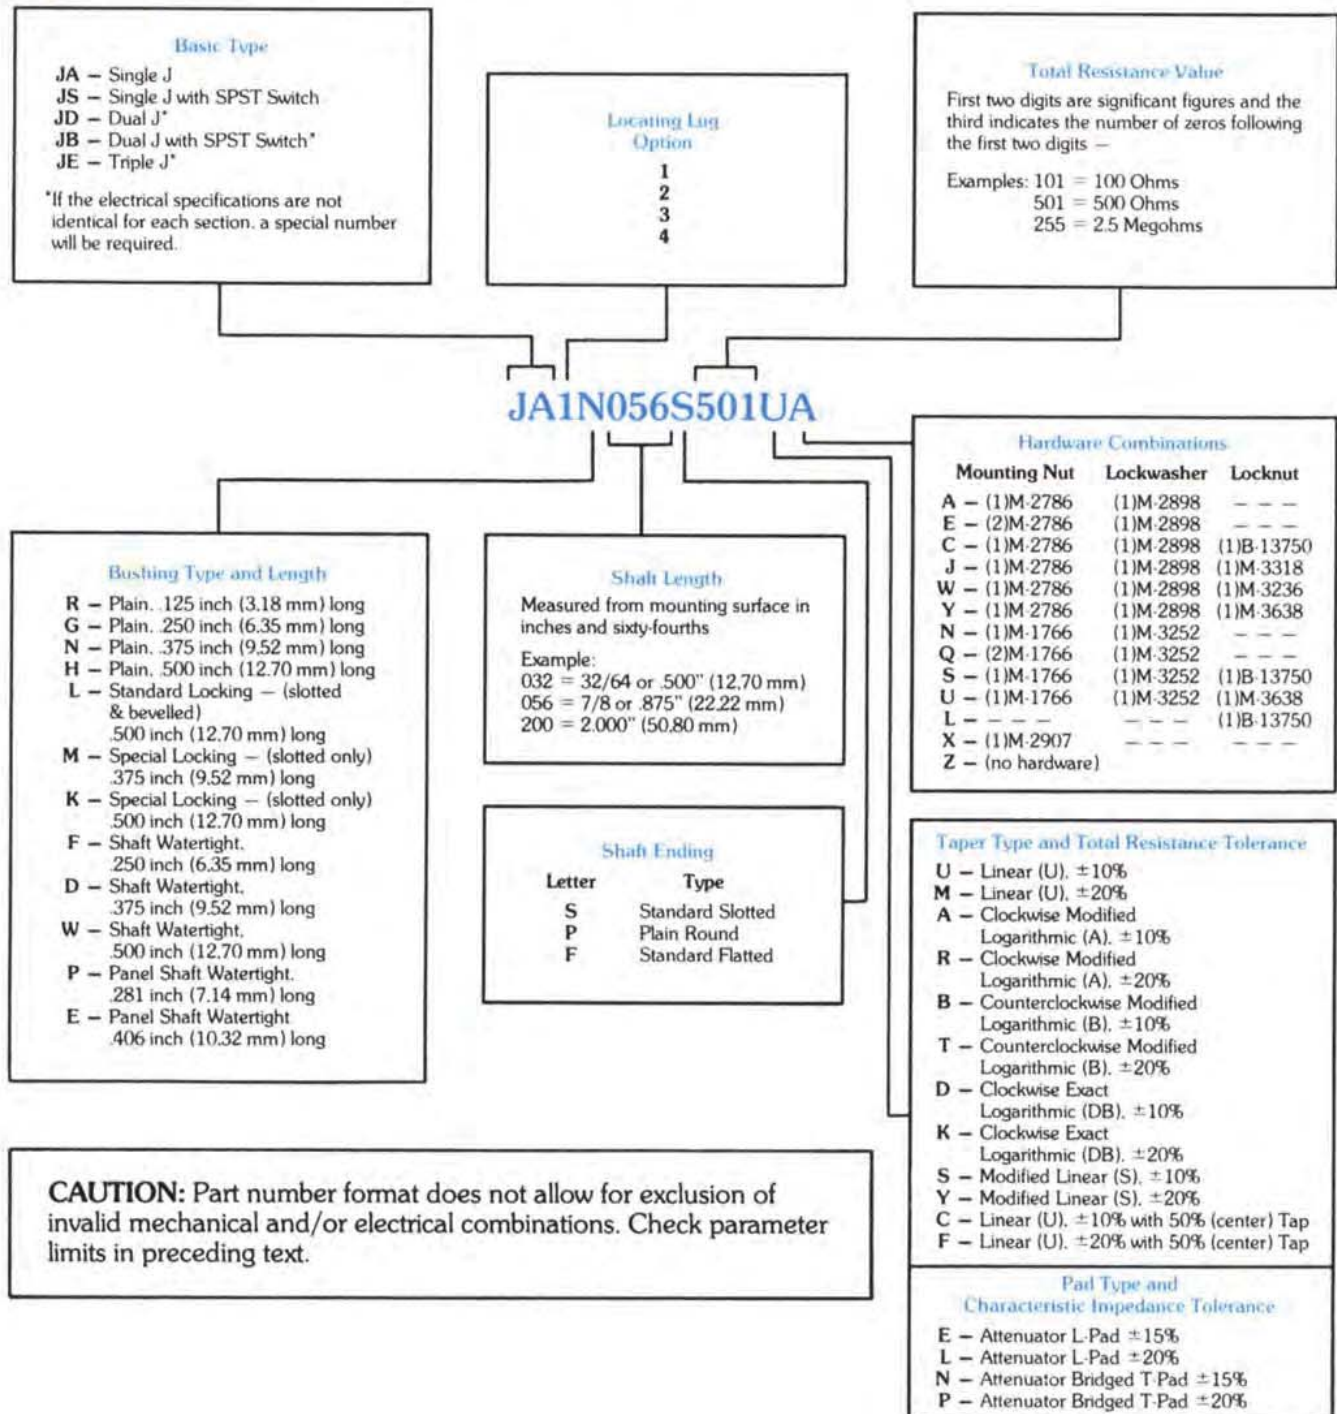 Basic Type
JA – Single J
JS – Single J with SPST Switch
JD – Dual J*
JB – Dual J with SPST Switch*
JE – Triple J*
*If the electrical specifications are not
identical for each section. a special number
will be required.
Locating Lug
Option
1
2
3
4
Total Resistance Value
First two digits are significant figures and the
third indicates the number of zeros following
the first two digits –
Examples: 101 = 100 Ohms
501 = 500 Ohms
255 = 2.5 Megohms
JA1N056S501UA
Bushing Type and Length
R – Plain. .125 inch (3.18 mm) long
G – Plain. .250 inch (6.35 mm) long
N – Plain. .375 inch (9.52 mm) long
H – Plain. .500 inch (12.70 mm) long
L – Standard Locking – (slotted
& bevelled)
.500 inch (12.70 mm) long
M – Special Locking – (slotted only)
.375 inch (9.52 mm) long
K – Special Locking – (slotted only)
.500 inch (12.70 mm) long
F – Shaft Watertight.
.250 inch (6.35 mm) long
D – Shaft Watertight.
.375 inch (9.52 mm) long
W – Shaft Watertight.
.500 inch (12.70 mm) long
P – Panel Shaft Watertight.
.281 inch (7.14 mm) long
E – Panel Shaft Watertight
.406 inch (10.32 mm) long
Shaft Length
Measured from mounting surface in
inches and sixty-fourths
Example:
032 = 32/64 or .500" (12.70 mm)
056 = 7/8 or .875" (22.22 mm)
200 = 2.000" (50.80 mm)
Shaft Ending
Letter Type
S Standard Slotted
P Plain Round
F Standard Flatted
Hardware Combinations
Mounting Nut Lockwasher Locknut
A – (1)M-2786 (1)M-2898 – – –
E – (2)M-2786 (1)M-2898 – – –
C – (1)M-2786 (1)M-2898 (1)B-13750
J – (1)M-2786 (1)M-2898 (1)M-3318
W – (1)M-2786 (1)M-2898 (1)M-3236
Y – (1)M-2786 (1)M-2898 (1)M-3638
N – (1)M-1766 (1)M-3252 – – –
Q – (2)M-1766 (1)M-3252 – – –
S – (1)M-1766 (1)M-3252 (1)B-13750
U – (1)M-1766 (1)M-3252 (1)M-3638
L – – – – – – – (1)B-13750
X – (1)M-2907 – – – – – –
Z – (no hardware)
Taper Type and Total Resistance Tolerance
U – Linear (U). ±10%
M – Linear (U). ±20%
A – Clockwise Modified
Logarithmic (A). ±10%
R – Clockwise Modified
Logarithmic (A). ±20%
B – Counterclockwise Modified
Logarithmic (B). ±10%
T – Counterclockwise Modified
Logarithmic (B). ±20%
D – Clockwise Exact
Logarithmic (DB). ±10%
K – Clockwise Exact
Logarithmic (DB). ±20%
S – Modified Linear (S). ±10%
Y – Modified Linear (S). ±20%
C – Linear (U). ±10% with 50% (center) Tap
F – Linear (U). ±20% with 50% (center) Tap
Pad Type and
Characteristic Impedance Tolerance
E – Attenuator L-Pad ±15%
L – Attenuator L-Pad ±20%
N – Attenuator Bridged T-Pad ±15%
P – Attenuator Bridged T-Pad ±20%
CAUTION: Part number format does not allow for exclusion of
invalid mechanical and/or electrical combinations. Check parameter
limits in preceding text.